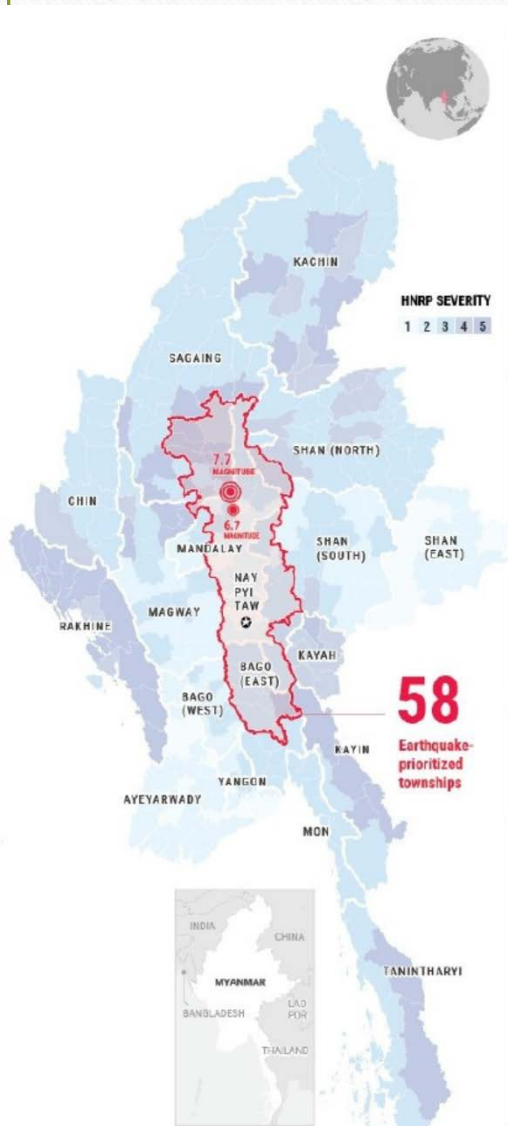 KACHIN
HNRP SEVERITY
1 2 3 4 5
SAGAING
SHAN (NORTH)
7.7
MAGNITUDE
CHIN
6.7
MAGNITUDE
MANDALAY
SHAN
(SOUTH)
SHAN
(EAST)
NAY
PYI
TAW
MAGWAY
RAKHINE
KAYAH
BAGO
(EAST)
BAGO
(WEST)
58
Earthquake-
prioritized
townships
KAYIN
YANGON
AYEYARWADY
MON
INDIA
CHINA
MYANMAR
BANGLADESH
LAO
PDR
THAILAND
TANINTHARYI